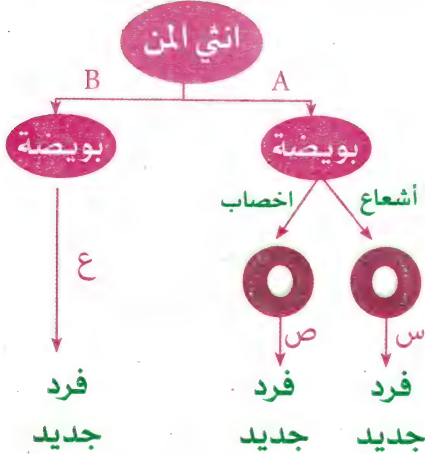 انثي المن
B
A
بويضة
بويضة
أشعاع
اخصاب
ع
ص
س
فرد
جديد
فرد
جديد
فرد
جديد